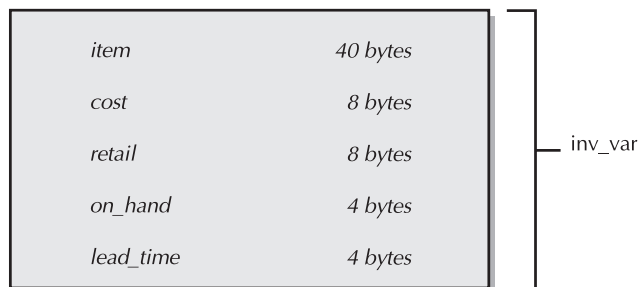 item 40 bytes
cost 8 bytes
retail 8 bytes
inv_var
on_hand 4 bytes
lead_time 4 bytes